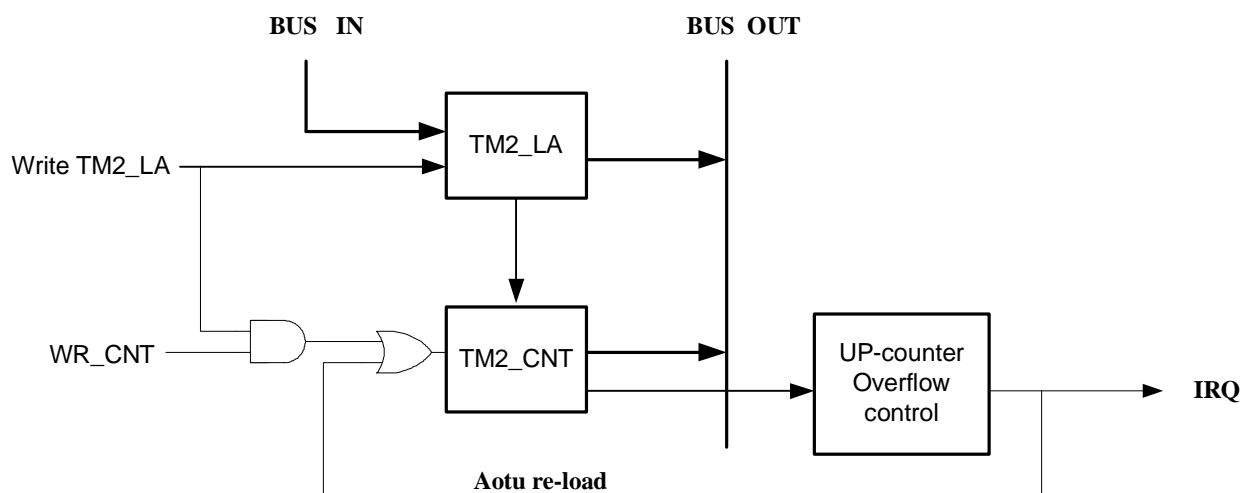 BUS IN
BUS OUT
TM2_LA
Write TM2_LA
WR_CNT
TM2_CNT
UP-counter
Overflow
control
IRQ
Aotu re-load